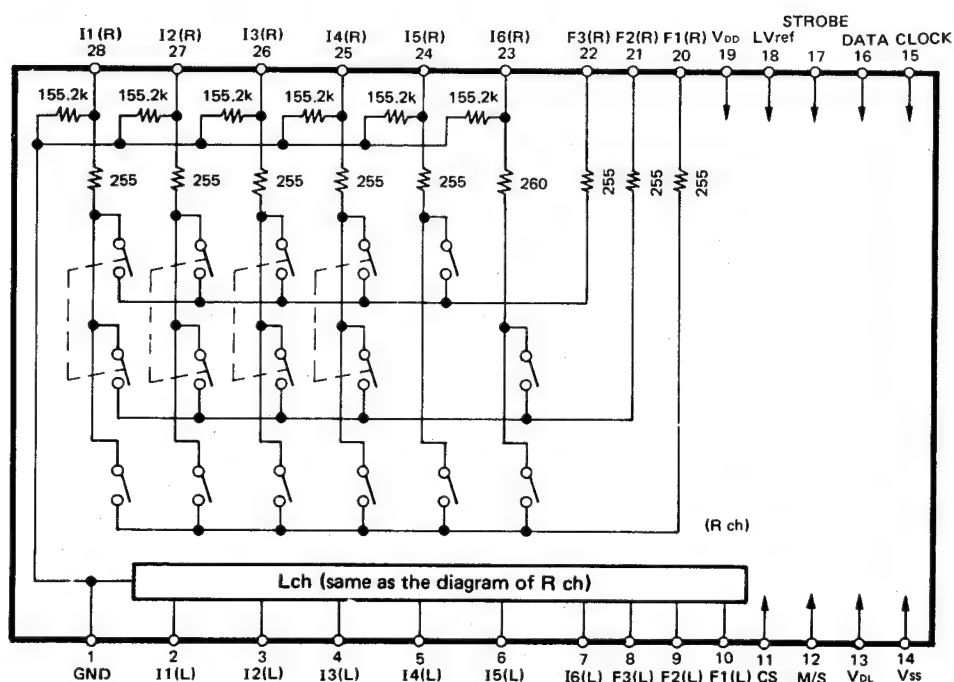 STROBE
I1(R) I2(R) I3(R) I4(R) I5(R) I6(R) F3(R) F2(R) F1(R) VDD LVref DATA CLOCK
28 27 26 25 24 23 22 21 20 19 18 17 16 15
155.2k 155.2k 155.2k 155.2k 155.2k 155.2k
255 255 255 255 255 260 255 255 255
(R ch)
Lch (same as the diagram of R ch)
1 2 3 4 5 6 7 8 9 10 11 12 13 14
GND I1(L) I2(L) I3(L) I4(L) I5(L) I6(L) F3(L) F2(L) F1(L) CS M/S VDL VSS